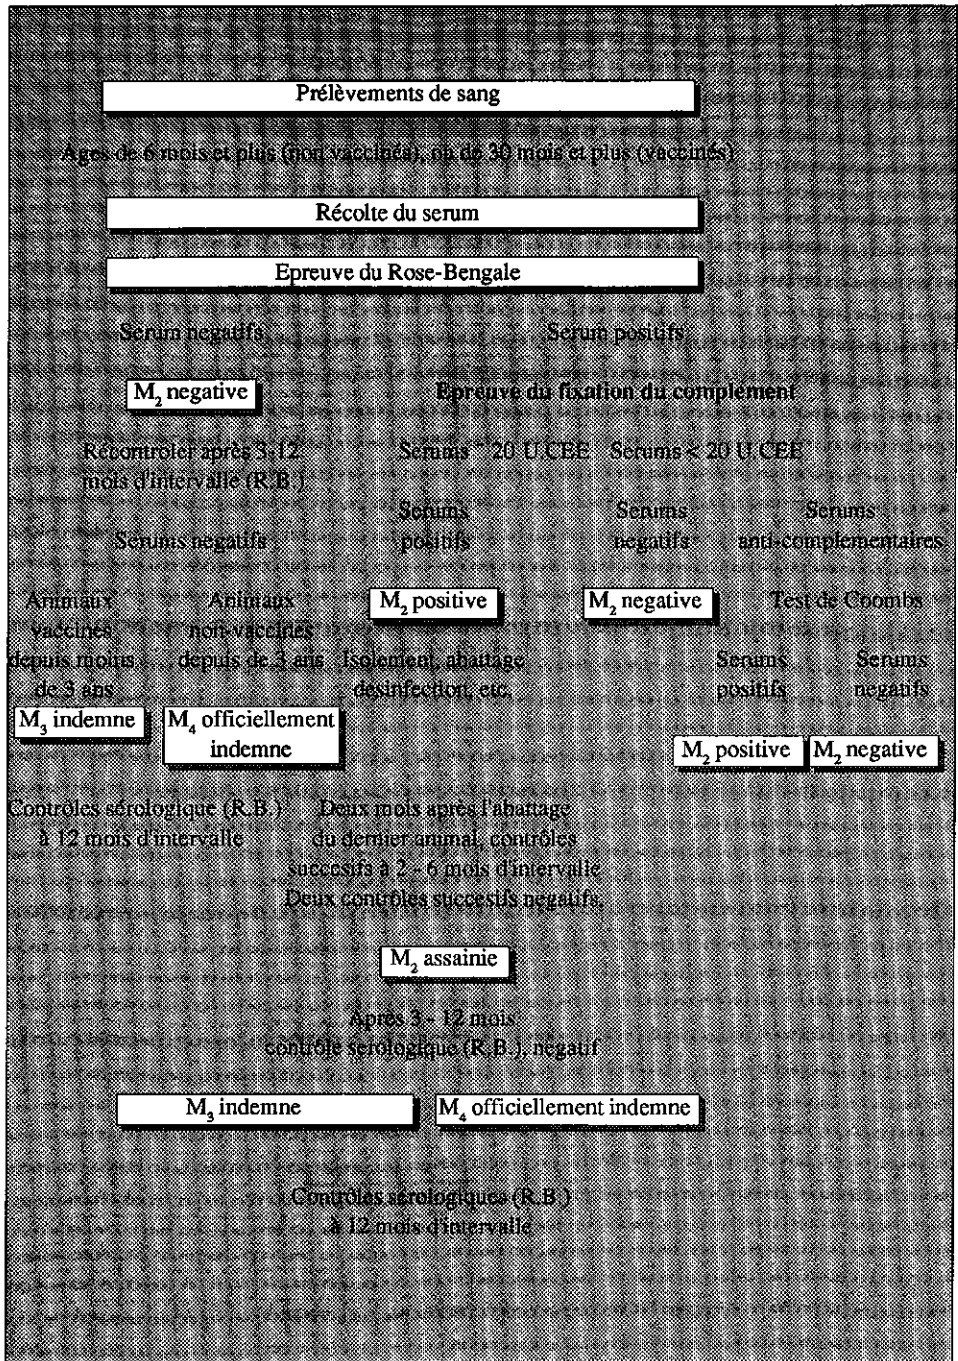 Prélèvements de sang
Ages de 6 mois et plus (non vaccinés), ou de 30 mois et plus (vaccinés)
Récolte du serum
Epreuve du Rose-Bengale
Serum negatifs
Serum positifs
M₂ negative
Epreuve du fixation du complément
Recontroler après 3-12
mois d'intervalle (R.B.)
Serums 20 U.CEE
Serums < 20 U.CEE
Serums negatifs
Serums
positifs
Serums
negatifs
Serums
anti-complementaires
Animaux
vaccinés
depuis moins
de 3 ans
Animaux
non-vaccinés
depuis de 3 ans
M₂ positive
Isolement, abattage
desinfection, etc.
M₂ negative
Test de Coombs
Serums
positifs
Serums
negatifs
M₃ indemne
M₄ officiellement
indemne
M₂ positive
M₂ negative
Contrôles sérologique (R.B.)
à 12 mois d'intervalle
Deux mois après l'abattage
du dernier animal, contrôles
succesifs à 2 - 6 mois d'intervalle
Deux contrôles succesifs negatifs.
M₂ assainie
Après 3 - 12 mois
contrôle serologique (R.B.), negatif
M₃ indemne
M₄ officiellement indemne
Contrôles sérologiques (R.B.)
à 12 mois d'intervalle